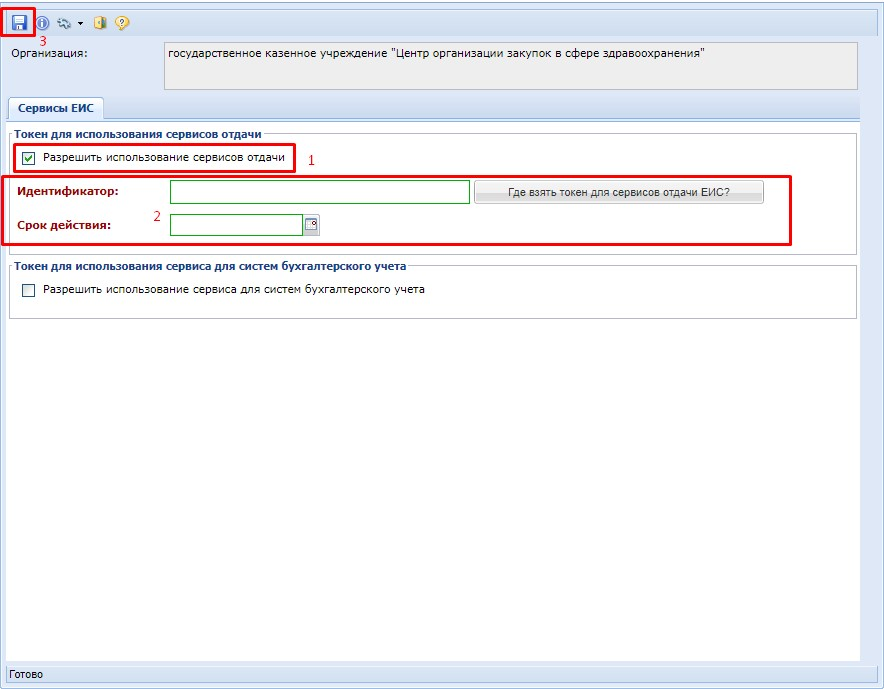 3
Организация:
государственное казенное учреждение "Центр организации закупок в сфере здравоохранения"
Сервисы ЕИС
Токен для использования сервисов отдачи
Разрешить использование сервисов отдачи
1
Идентификатор:
Где взять токен для сервисов отдачи ЕИС?
Срок действия:
2
Токен для использования сервиса для систем бухгалтерского учета
Разрешить использование сервиса для систем бухгалтерского учета
Готово